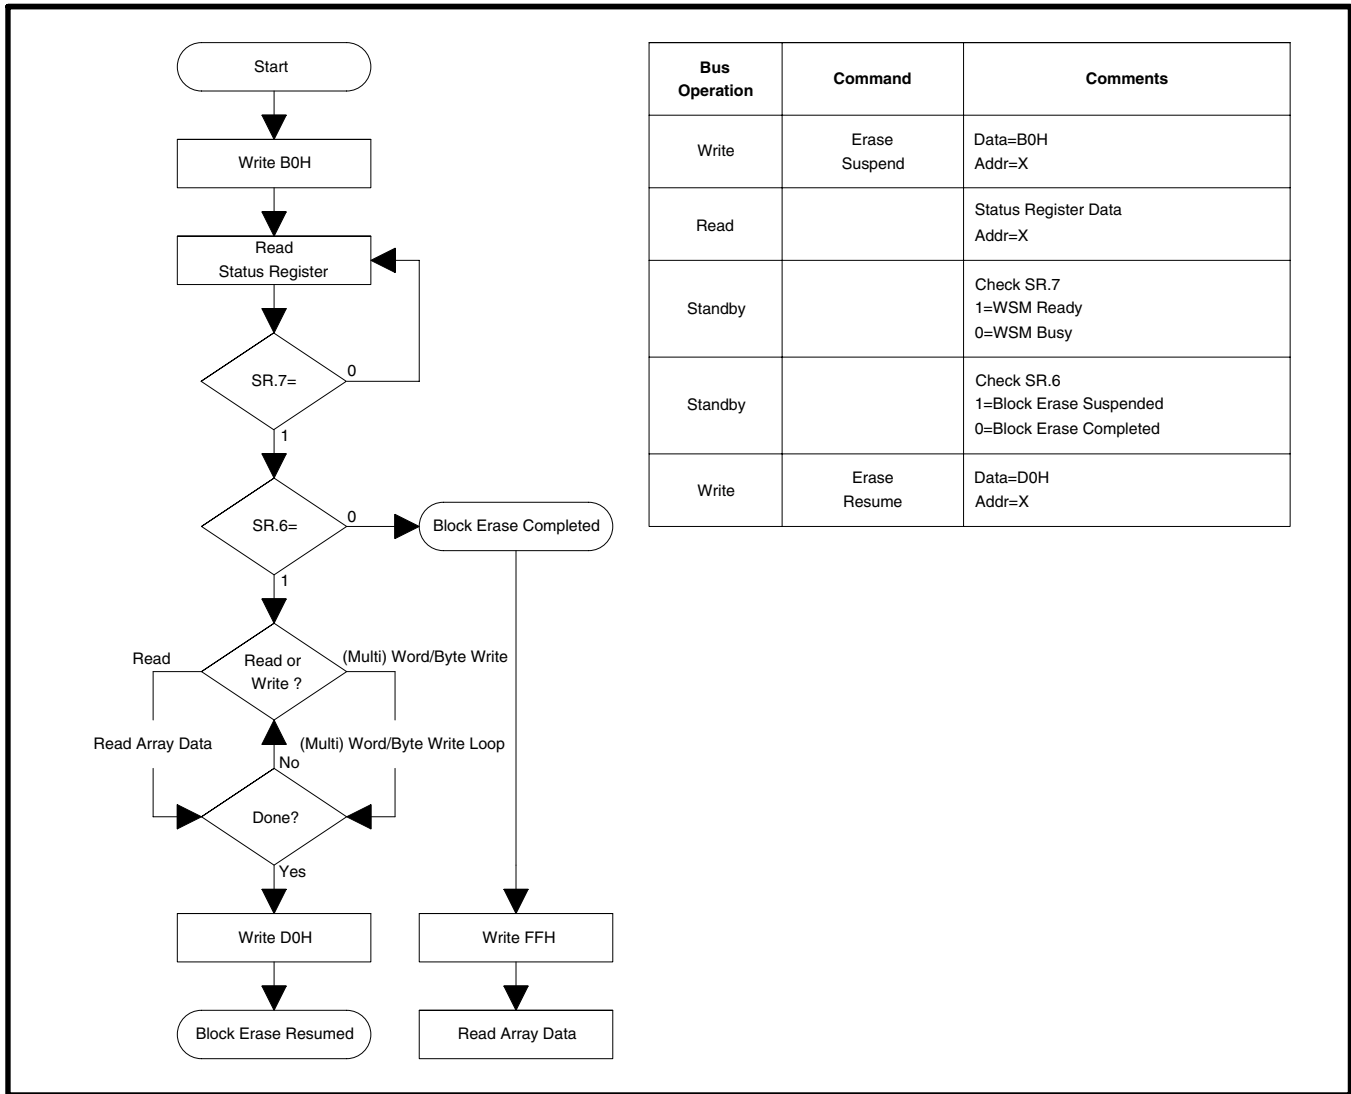 Start
Write B0H
Read
Status Register
SR.7=
0
1
SR.6=
0
Block Erase Completed
1
Read
Read or
Write ?
(Multi) Word/Byte Write
Read Array Data
(Multi) Word/Byte Write Loop
No
Done?
Yes
Write D0H
Write FFH
Block Erase Resumed
Read Array Data
Bus
Operation
Command
Comments
Write
Erase
Suspend
Data=B0H
Addr=X
Read
Status Register Data
Addr=X
Standby
Check SR.7
1=WSM Ready
0=WSM Busy
Standby
Check SR.6
1=Block Erase Suspended
0=Block Erase Completed
Write
Erase
Resume
Data=D0H
Addr=X